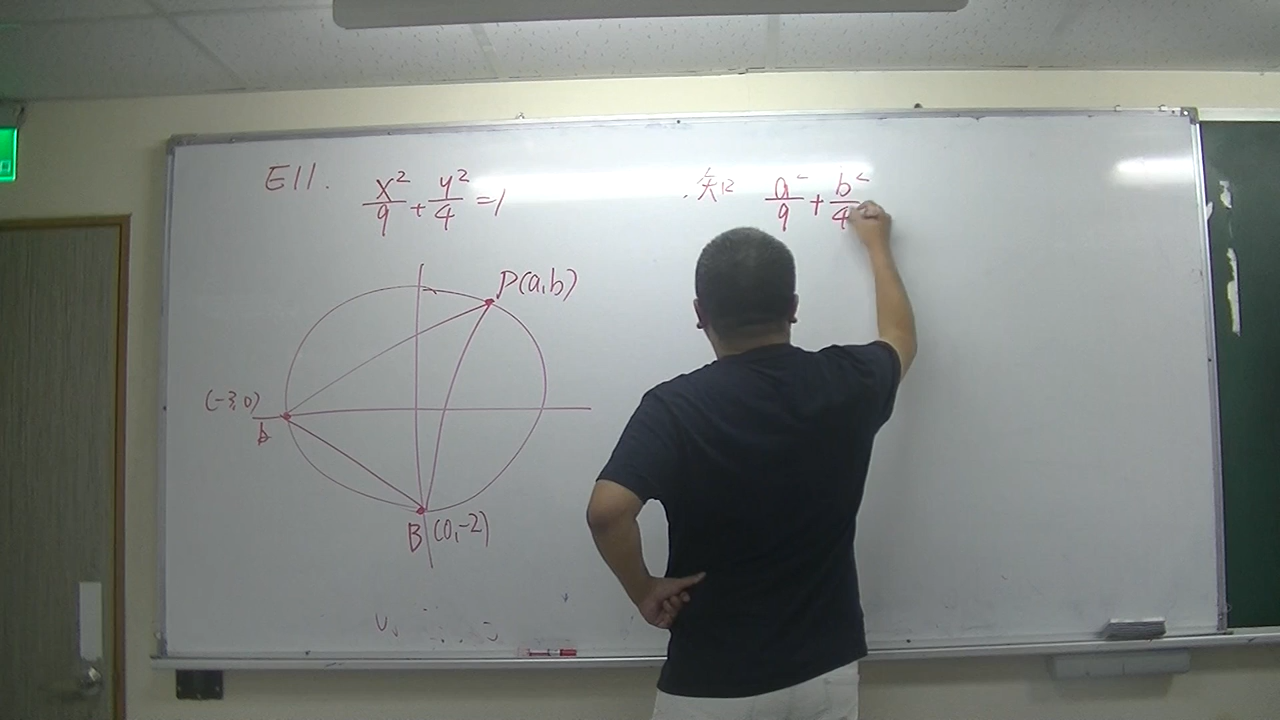 E11. x²/9 + y²/4 = 1
知 a²/9 + b²/4
P(a,b)
(-3,0)
B(0,-2)